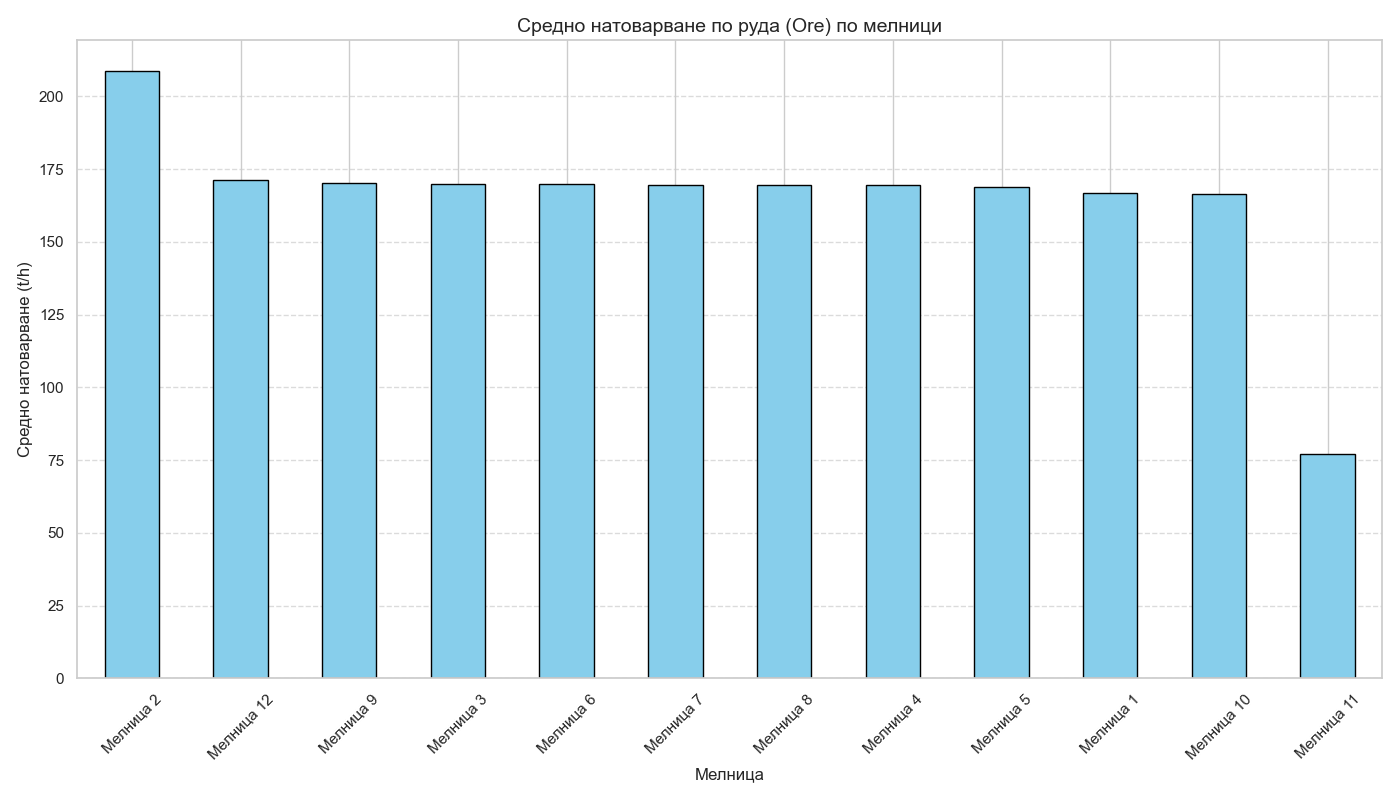 Средно натоварване по руда (Ore) по мелници
Средно натоварване (t/h)
200
175
150
125
100
75
50
25
0
Мелница 2
Мелница 12
Мелница 9
Мелница 3
Мелница 6
Мелница 7
Мелница 8
Мелница 4
Мелница 5
Мелница 1
Мелница 10
Мелница 11
Мелница